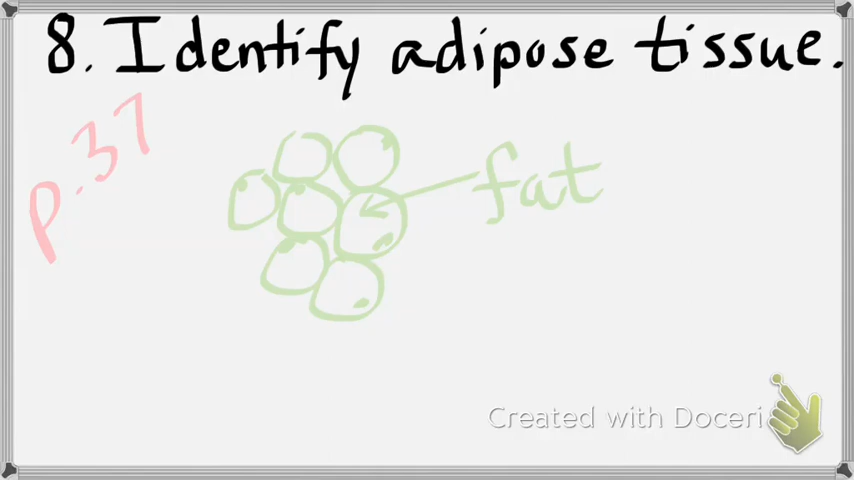 8. Identify adipose tissue.
p.37
fat
Created with Doceri